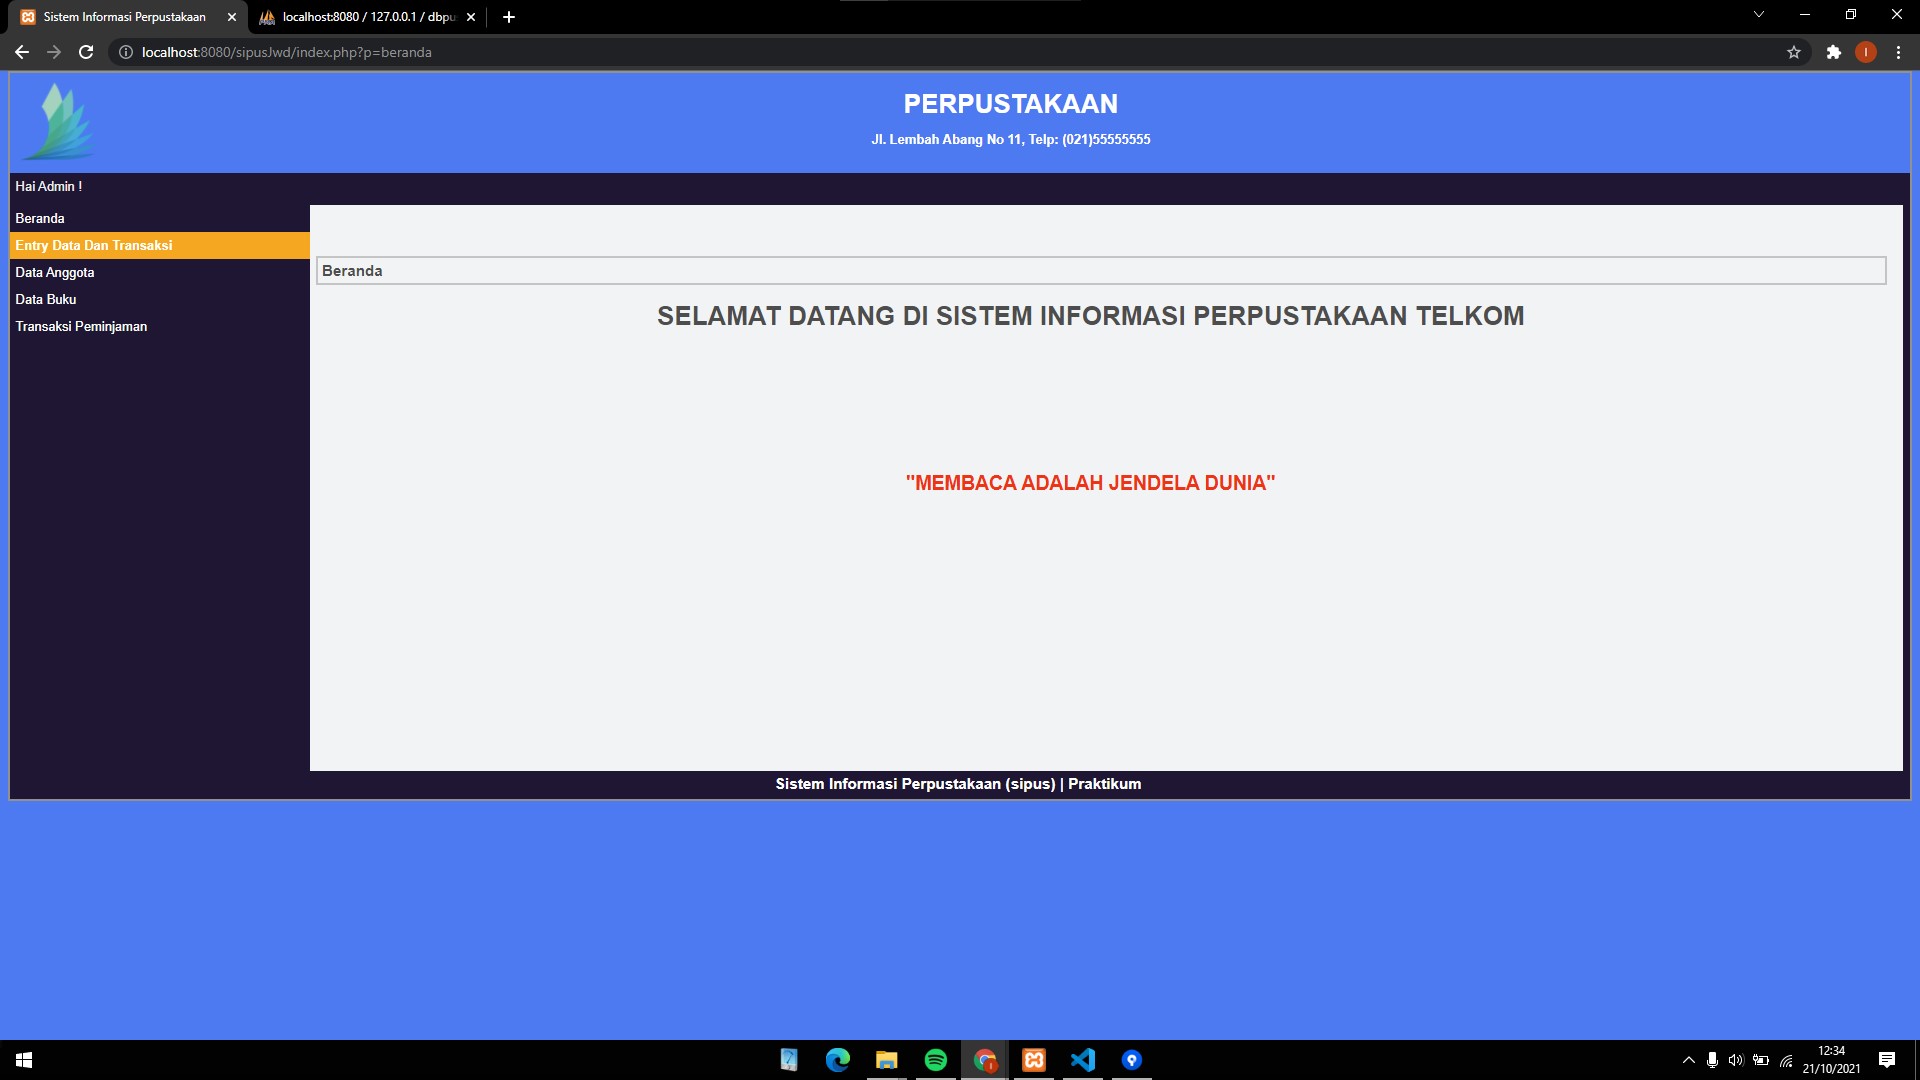 Sistem Informasi Perpustakaan
localhost:8080 / 127.0.0.1 / dbpu
localhost:8080/sipusJwd/index.php?p=beranda
I
PERPUSTAKAAN
Jl. Lembah Abang No 11, Telp: (021)55555555
Hai Admin !
Beranda
Entry Data Dan Transaksi
Data Anggota
Data Buku
Transaksi Peminjaman
Beranda
SELAMAT DATANG DI SISTEM INFORMASI PERPUSTAKAAN TELKOM
"MEMBACA ADALAH JENDELA DUNIA"
Sistem Informasi Perpustakaan (sipus) | Praktikum
12:34
21/10/2021